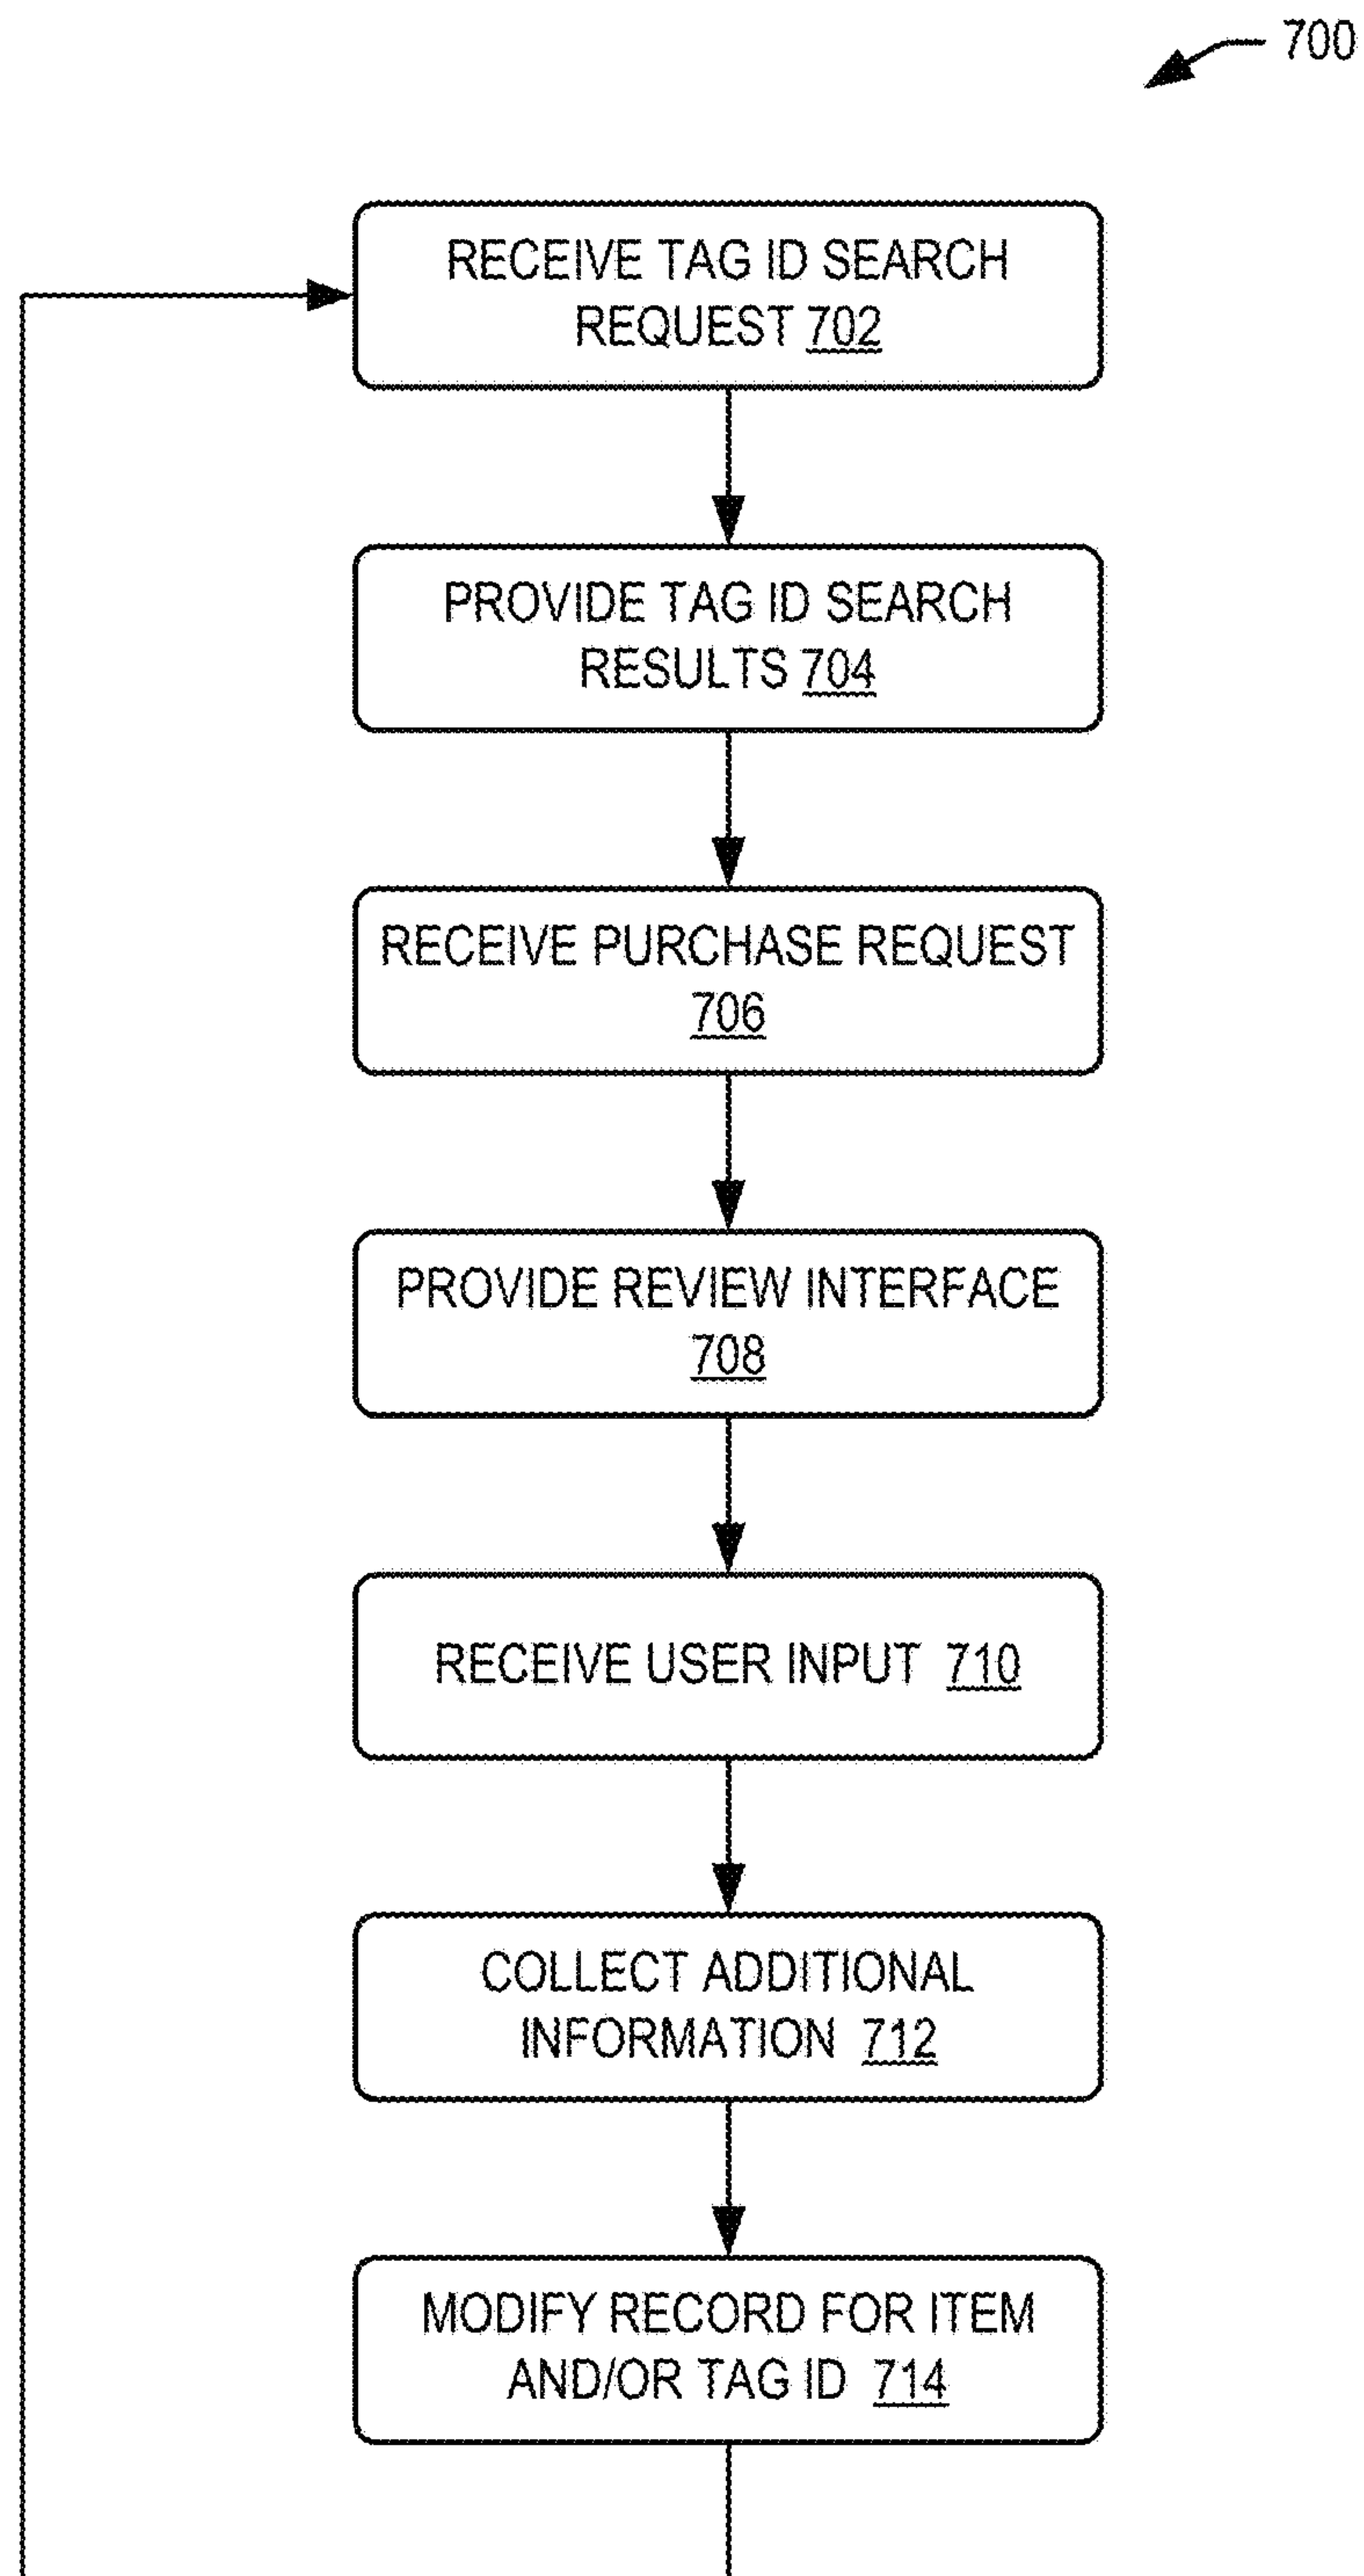 700
RECEIVE TAG ID SEARCH
REQUEST 702
PROVIDE TAG ID SEARCH
RESULTS 704
RECEIVE PURCHASE REQUEST
706
PROVIDE REVIEW INTERFACE
708
RECEIVE USER INPUT 710
COLLECT ADDITIONAL
INFORMATION 712
MODIFY RECORD FOR ITEM
AND/OR TAG ID 714